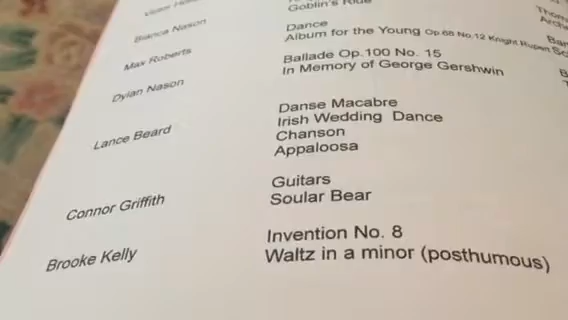 Goblin's Ride
Bianca Nason Dance
Album for the Young Op.68 No.12 Knight Rupert
Max Roberts Ballade Op.100 No. 15
In Memory of George Gershwin
Dylan Nason
Danse Macabre
Irish Wedding Dance
Lance Beard Chanson
Appaloosa
Guitars
Connor Griffith Soular Bear
Invention No. 8
Brooke Kelly Waltz in a minor (posthumous)